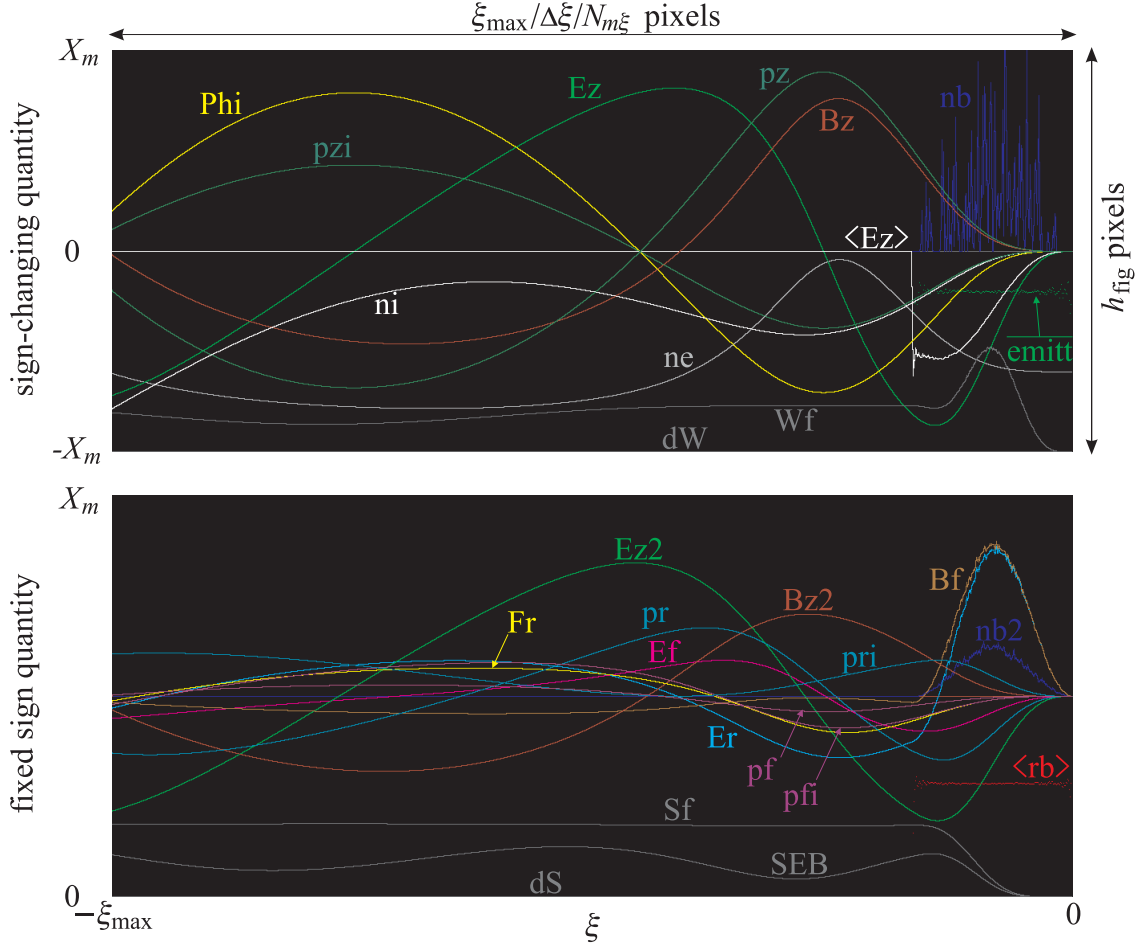 ξmax/Δξ/Nmξ pixels
Xm
sign-changing quantity
0
-Xm
hfig pixels
Phi
pzi
Ez
pz
Bz
nb
<Ez>
ni
ne
emitt
Wf
dW
Xm
fixed sign quantity
0
Ez2
Bz2
Bf
pr
Fr
Ef
nb2
pri
Er
pf
pfi
<rb>
Sf
SEB
dS
−ξmax
ξ
0